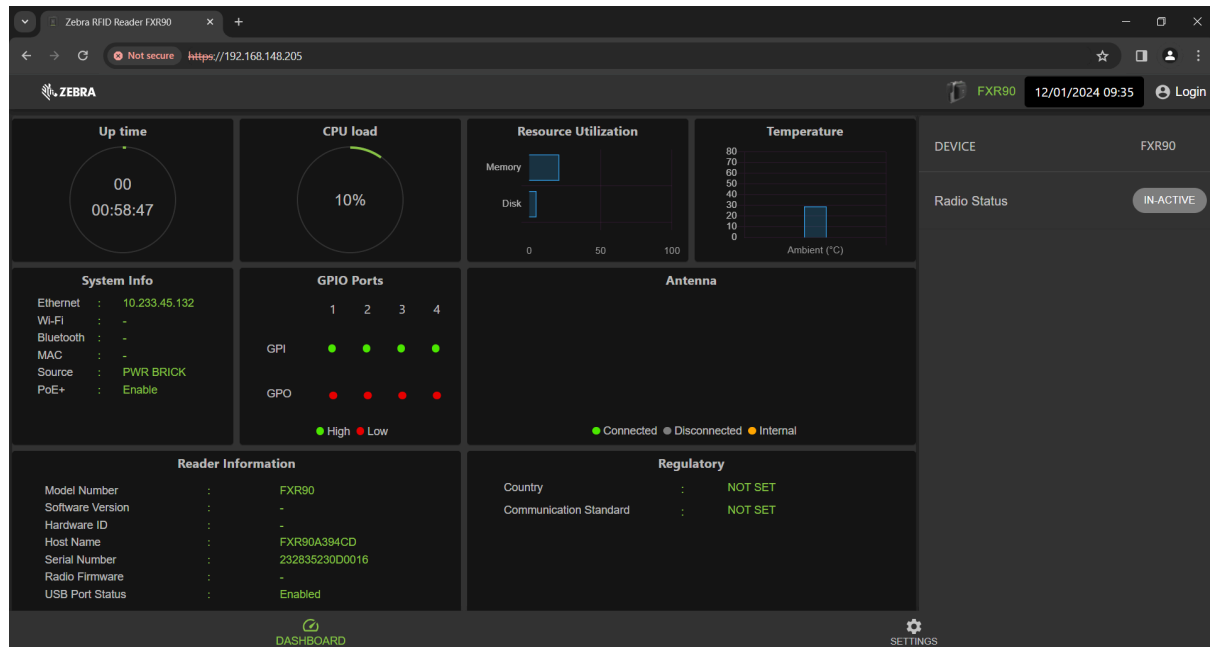 Zebra RFID Reader FXR90
Not secure https://192.168.148.205
ZEBRA
FXR90 12/01/2024 09:35 Login
Up time
00
00:58:47
CPU load
10%
Resource Utilization
Memory
Disk
0 50 100
Temperature
80
70
60
50
40
30
20
10
0
Ambient (°C)
DEVICE FXR90
Radio Status IN-ACTIVE
System Info
Ethernet : 10.233.45.132
Wi-Fi : -
Bluetooth : -
MAC : -
Source : PWR BRICK
PoE+ : Enable
GPIO Ports
1 2 3 4
GPI
GPO
High Low
Antenna
Connected Disconnected Internal
Reader Information
Model Number : FXR90
Software Version : -
Hardware ID : -
Host Name : FXR90A394CD
Serial Number : 232835230D0016
Radio Firmware : -
USB Port Status : Enabled
Regulatory
Country : NOT SET
Communication Standard : NOT SET
DASHBOARD
SETTINGS